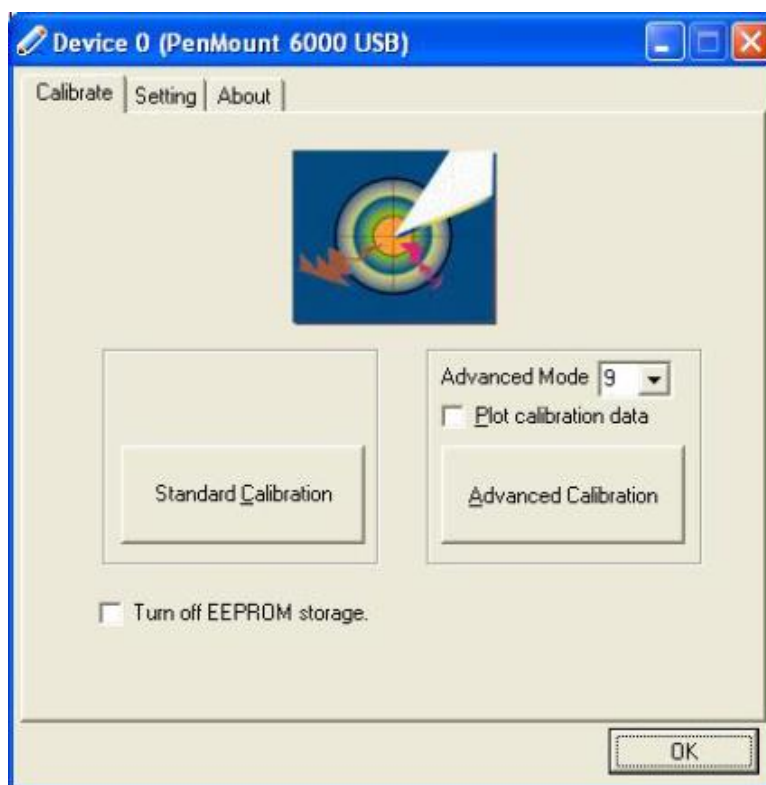 Device 0 (PenMount 6000 USB)
Calibrate Setting About
Advanced Mode 9
Plot calibration data
Standard Calibration
Advanced Calibration
Turn off EEPROM storage.
OK